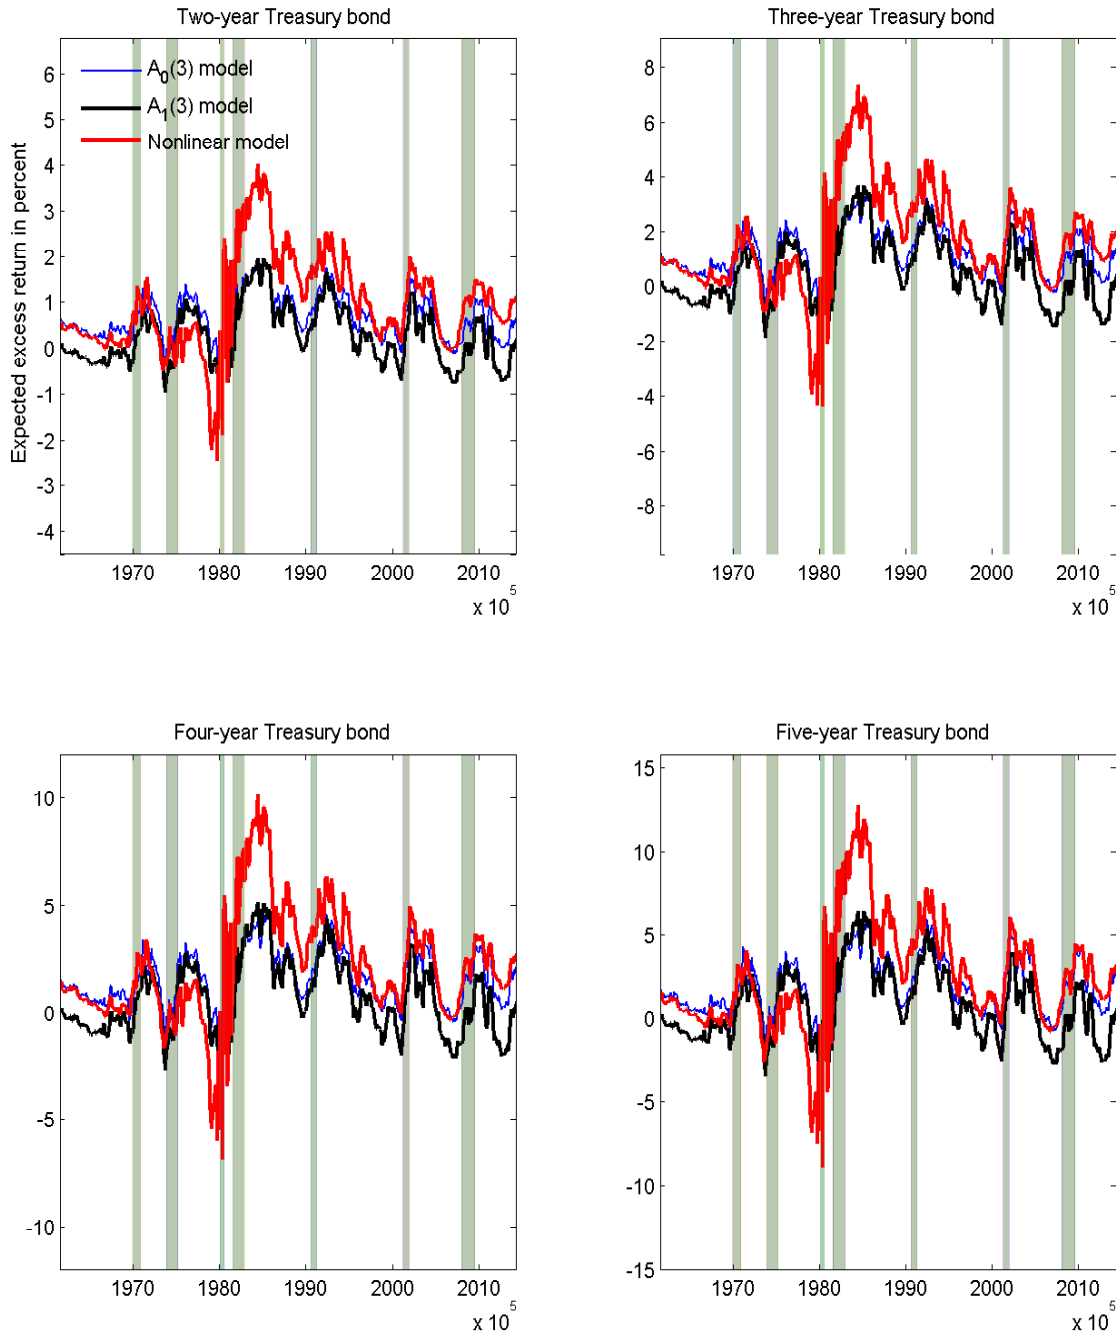 Two-year Treasury bond
6
5
4
3
2
1
0
-1
-2
-3
-4
Expected excess return in percent
A0(3) model
A1(3) model
Nonlinear model
1970 1980 1990 2000 2010
x 10^5
Three-year Treasury bond
8
6
4
2
0
-2
-4
-6
-8
1970 1980 1990 2000 2010
x 10^5
Four-year Treasury bond
10
5
0
-5
-10
1970 1980 1990 2000 2010
x 10^5
Five-year Treasury bond
15
10
5
0
-5
-10
-15
1970 1980 1990 2000 2010
x 10^5